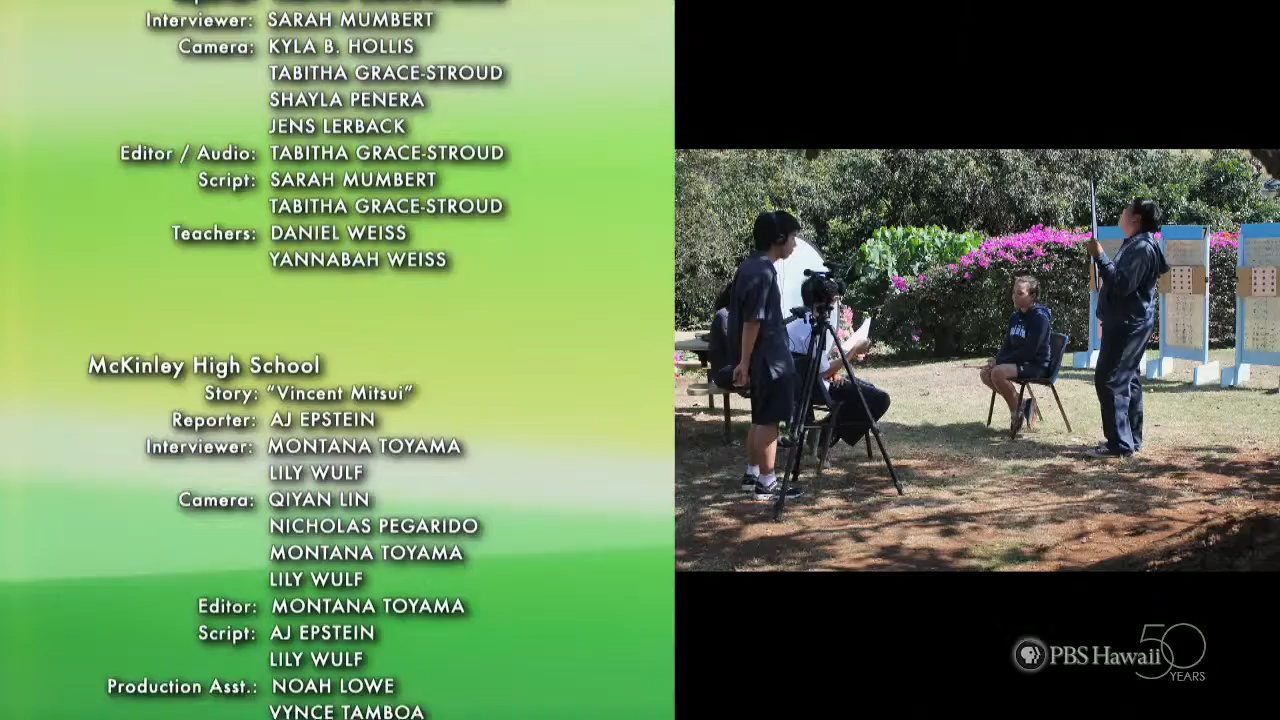 Interviewer: SARAH MUMBERT
Camera: KYLA B. HOLLIS
TABITHA GRACE-STROUD
SHAYLA PENERA
JENS LERBACK
Editor / Audio: TABITHA GRACE-STROUD
Script: SARAH MUMBERT
TABITHA GRACE-STROUD
Teachers: DANIEL WEISS
YANNABAH WEISS
McKinley High School
Story: “Vincent Mitsui”
Reporter: AJ EPSTEIN
Interviewer: MONTANA TOYAMA
LILY WULF
Camera: QIYAN LIN
NICHOLAS PEGARIDO
MONTANA TOYAMA
LILY WULF
Editor: MONTANA TOYAMA
Script: AJ EPSTEIN
LILY WULF
Production Asst.: NOAH LOWE
VYNCE TAMBOA
PBS Hawaii 50
YEARS